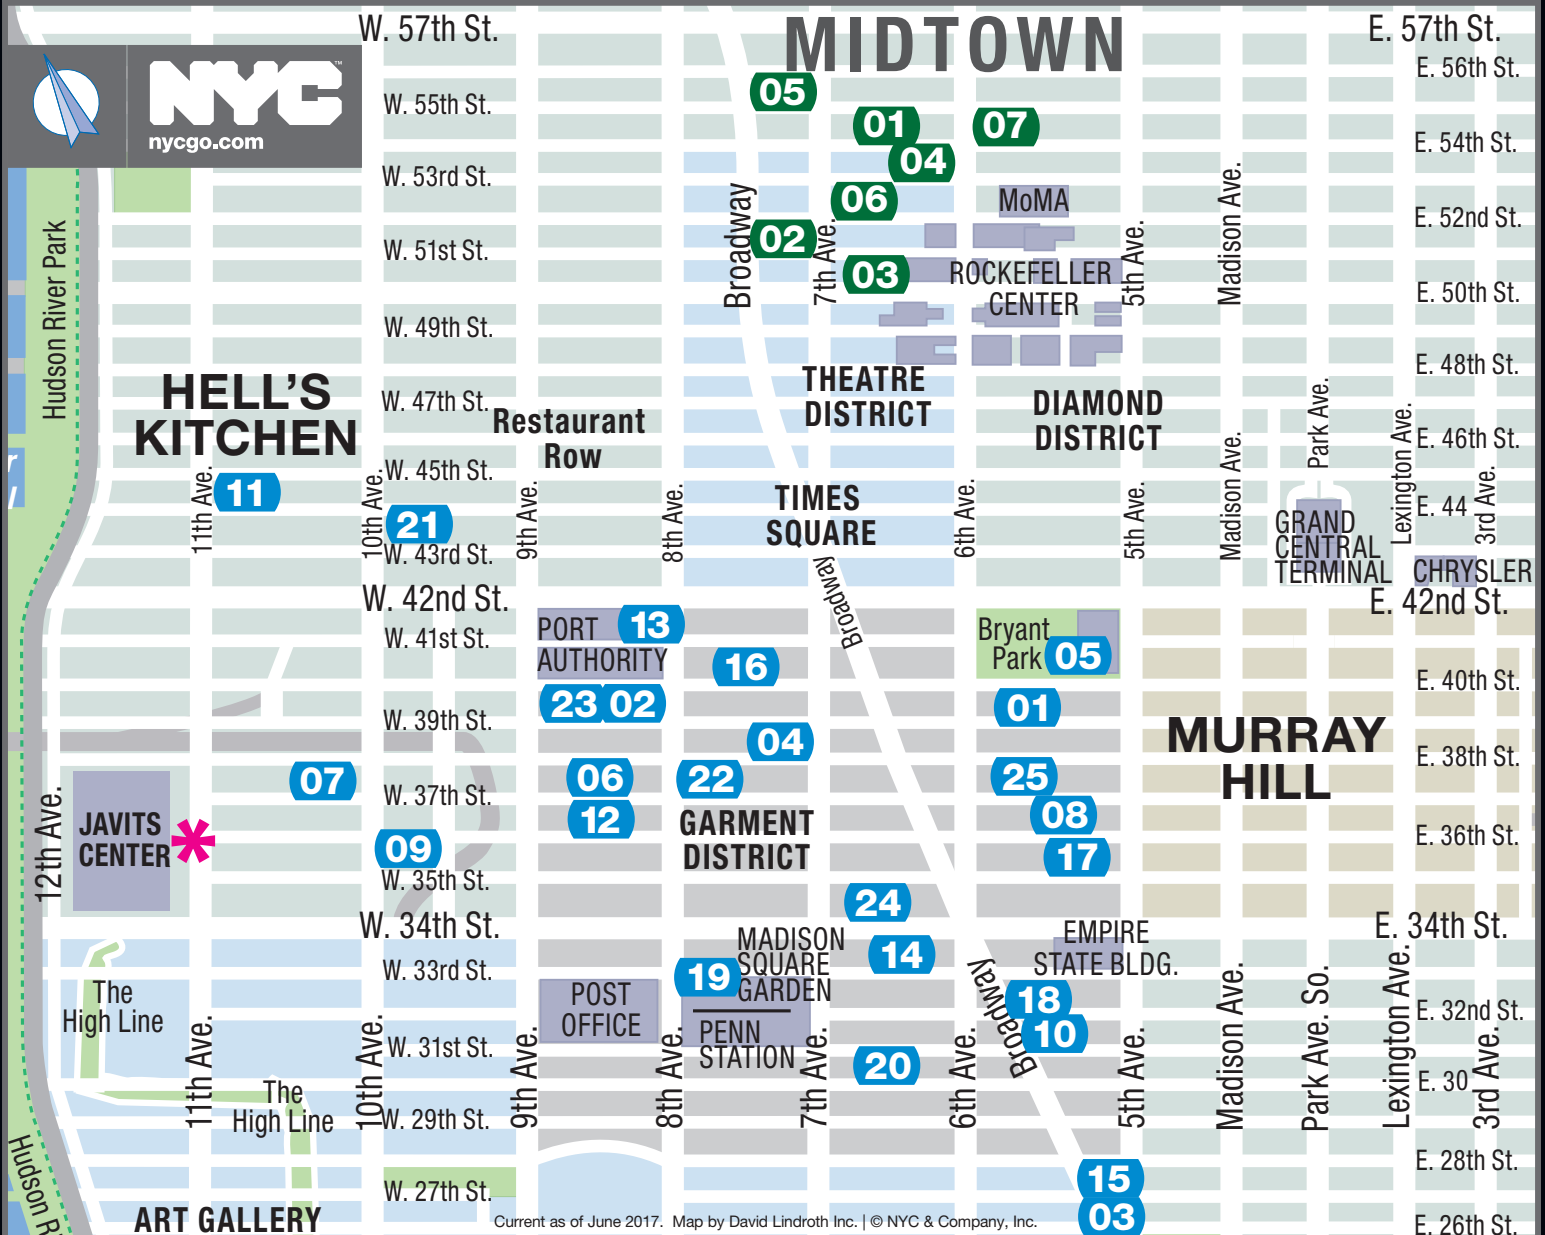 W. 57th St.
MIDTOWN
E. 57th St.
NYC™
nycgo.com
E. 56th St.
05
W. 55th St.
01
07
E. 54th St.
04
W. 53rd St.
06
MoMA
E. 52nd St.
Broadway
02
7th Ave.
W. 51st St.
5th Ave.
Madison Ave.
Hudson River Park
03
ROCKEFELLER
CENTER
E. 50th St.
W. 49th St.
E. 48th St.
THEATRE
DISTRICT
HELL'S
KITCHEN
W. 47th St.
DIAMOND
DISTRICT
Restaurant
Row
Park Ave.
E. 46th St.
W. 45th St.
11th Ave.
11
10th Ave.
21
9th Ave.
8th Ave.
TIMES
SQUARE
6th Ave.
5th Ave.
Madison Ave.
Lexington Ave.
E. 44
3rd Ave.
GRAND
CENTRAL
TERMINAL
W. 43rd St.
CHRYSLER
W. 42nd St.
Broadway
E. 42nd St.
W. 41st St.
PORT
AUTHORITY
13
Bryant
Park
05
16
E. 40th St.
23
02
01
W. 39th St.
04
MURRAY
HILL
E. 38th St.
07
06
22
25
W. 37th St.
12th Ave.
JAVITS
CENTER
12
GARMENT
DISTRICT
08
E. 36th St.
09
17
W. 35th St.
24
W. 34th St.
E. 34th St.
MADISON
SQUARE
GARDEN
14
EMPIRE
STATE BLDG.
W. 33rd St.
19
Broadway
The
High Line
POST
OFFICE
18
E. 32nd St.
PENN
STATION
10
W. 31st St.
20
11th Ave.
10th Ave.
9th Ave.
8th Ave.
7th Ave.
6th Ave.
5th Ave.
Madison Ave.
Park Ave. So.
Lexington Ave.
3rd Ave.
E. 30
The
High Line
W. 29th St.
E. 28th St.
15
W. 27th St.
03
ART GALLERY
Current as of June 2017. Map by David Lindroth Inc. | © NYC & Company, Inc.
E. 26th St.
Hudson